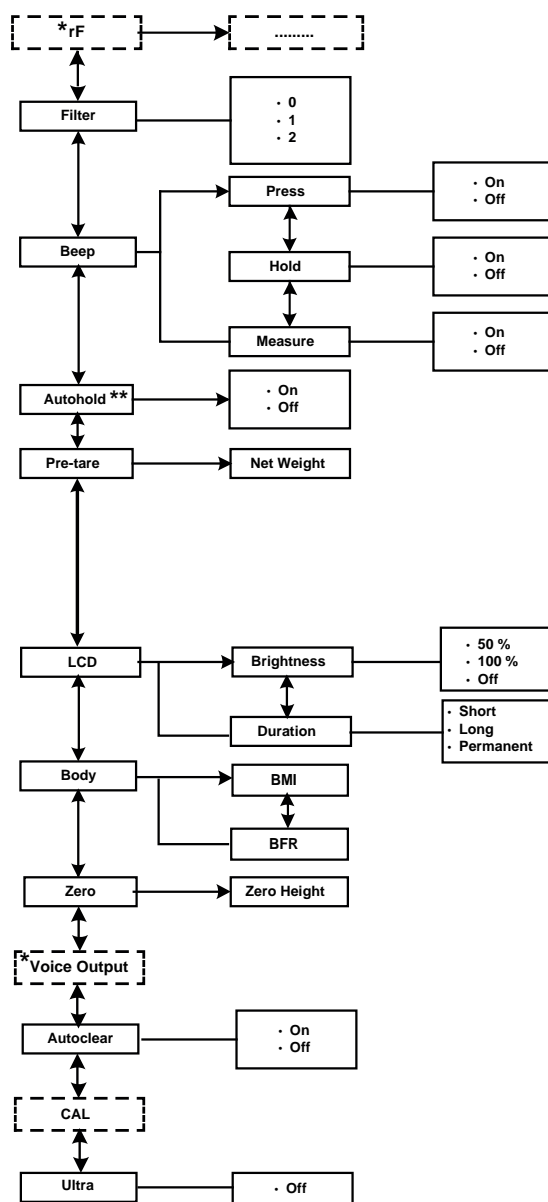 *rF
.........
Filter
· 0
· 1
· 2
Beep
Press
· On
· Off
Hold
· On
· Off
Measure
· On
· Off
Autohold **
· On
· Off
Pre-tare
Net Weight
LCD
Brightness
· 50 %
· 100 %
· Off
Duration
· Short
· Long
· Permanent
Body
BMI
BFR
Zero
Zero Height
*Voice Output
Autoclear
· On
· Off
CAL
Ultra
· Off